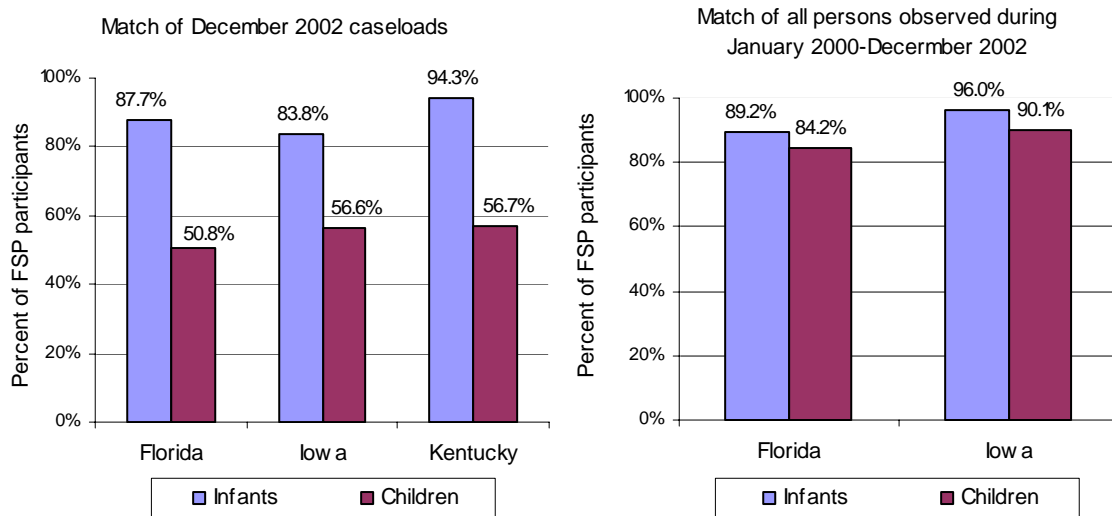 Match of December 2002 caseloads
Percent of FSP participants
100%
80%
60%
40%
20%
0%
87.7%
50.8%
83.8%
56.6%
94.3%
56.7%
Florida Iowa Kentucky
Infants Children
Match of all persons observed during
January 2000-Decermber 2002
Percent of FSP participants
100%
80%
60%
40%
20%
0%
89.2%
84.2%
96.0%
90.1%
Florida Iowa
Infants Children